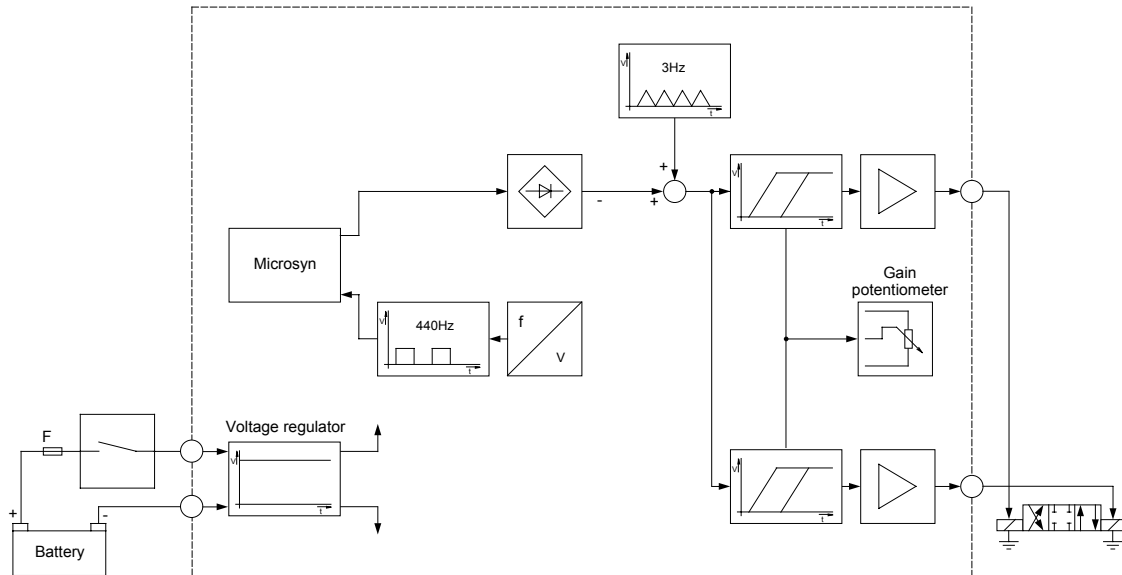 V
3Hz
t
+
-
+
V
t
Microsyn
Gain
potentiometer
V
440Hz
t
f
V
Voltage regulator
F
V
t
V
t
+
-
Battery